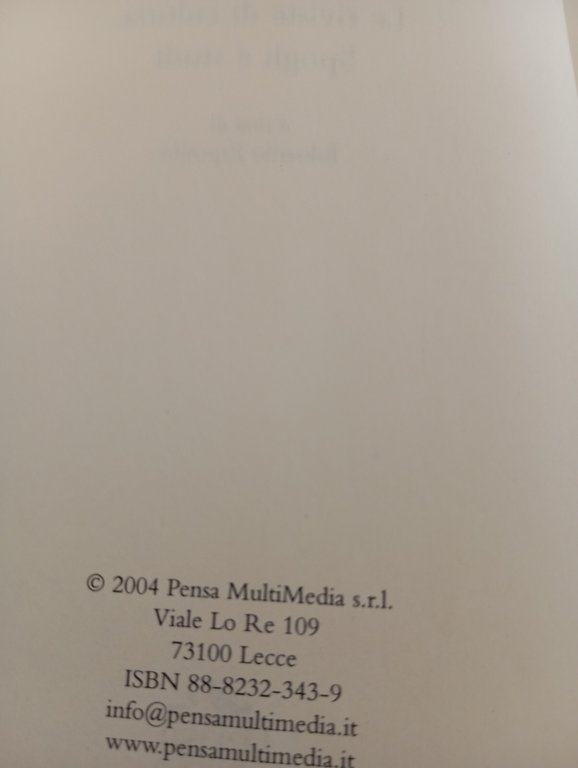 © 2004 Pensa MultiMedia s.r.l.
Viale Lo Re 109
73100 Lecce
ISBN 88-8232-343-9
info@pensamultimedia.it
www.pensamultimedia.it